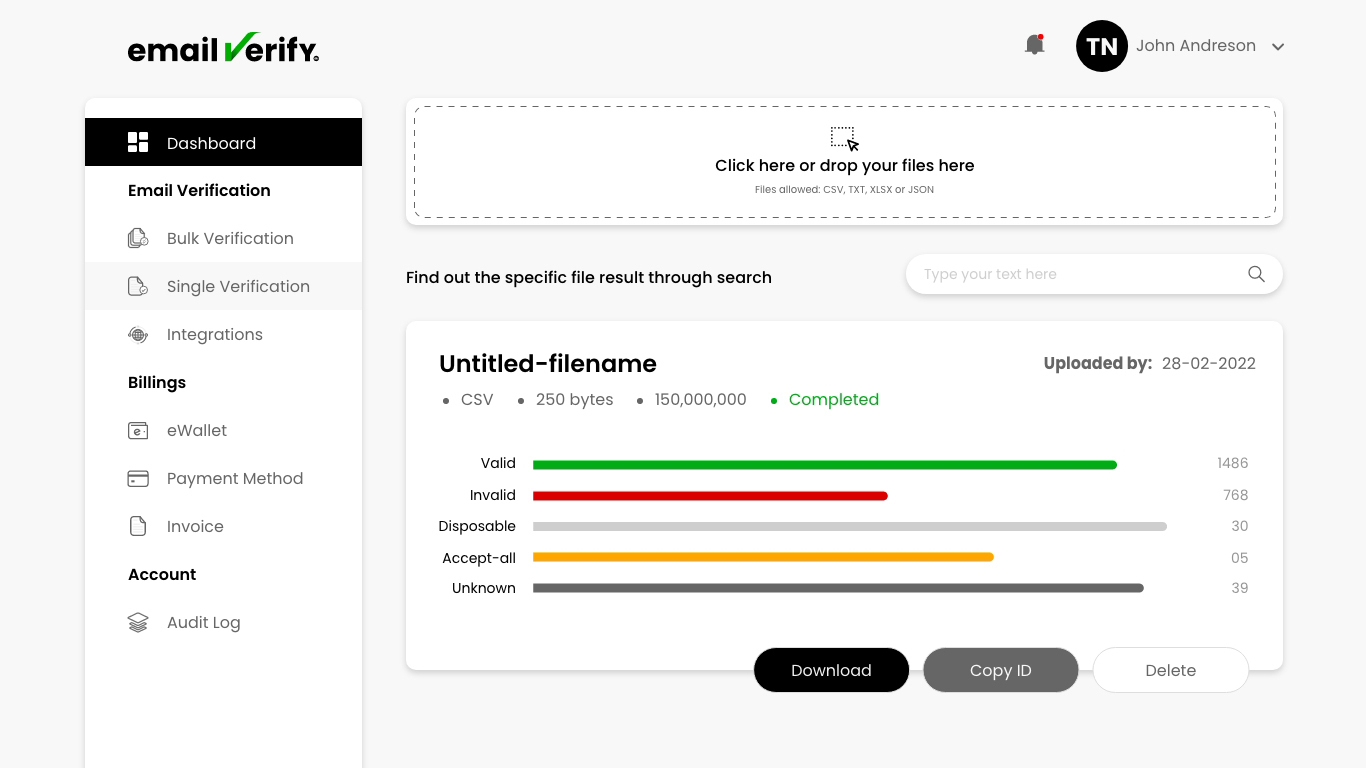 email Verify.
TN
John Andreson
Dashboard
Email Verification
Bulk Verification
Single Verification
Integrations
Billings
eWallet
Payment Method
Invoice
Account
Audit Log
Click here or drop your files here
Files allowed: CSV, TXT, XLSX or JSON
Find out the specific file result through search
Type your text here
Untitled-filename
Uploaded by: 28-02-2022
CSV 250 bytes 150,000,000 Completed
Valid 1486
Invalid 768
Disposable 30
Accept-all 05
Unknown 39
Download Copy ID Delete